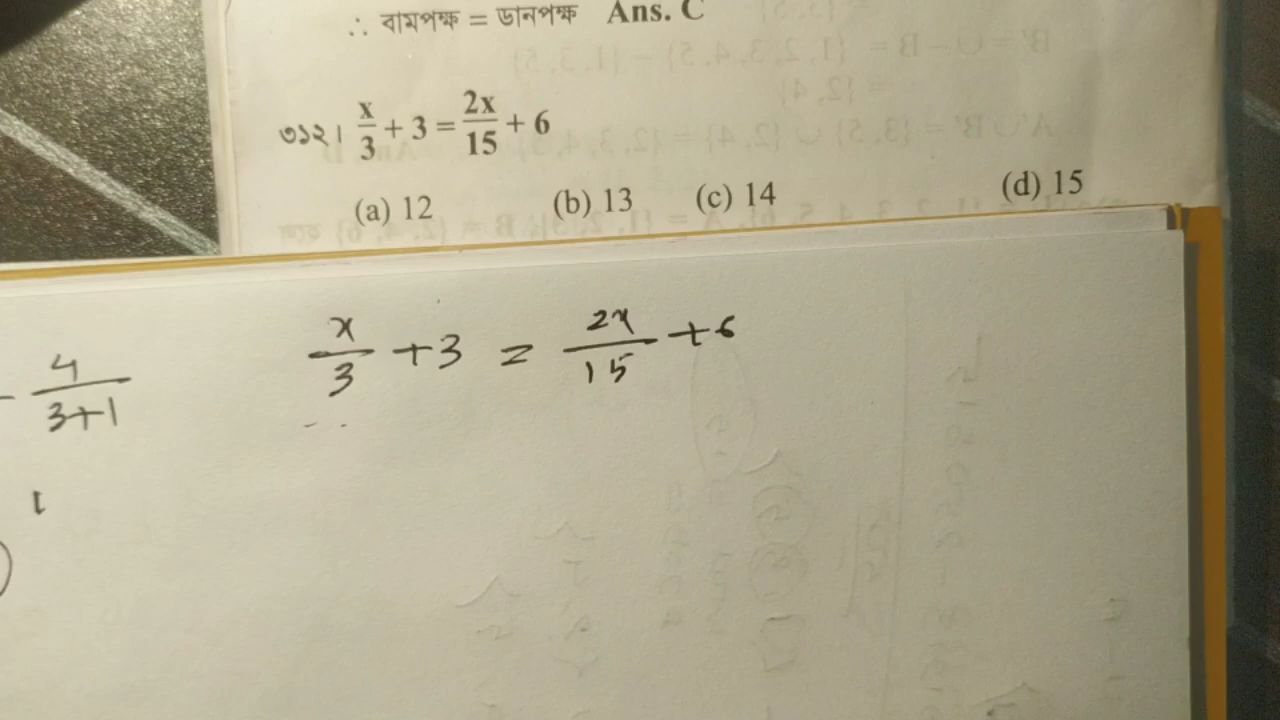 ∴ বামপক্ষ = ডানপক্ষ Ans. C
৩১২। x/3 + 3 = 2x/15 + 6
(a) 12 (b) 13 (c) 14 (d) 15
x/3 + 3 = 2x/15 + 6
- 4/3+1